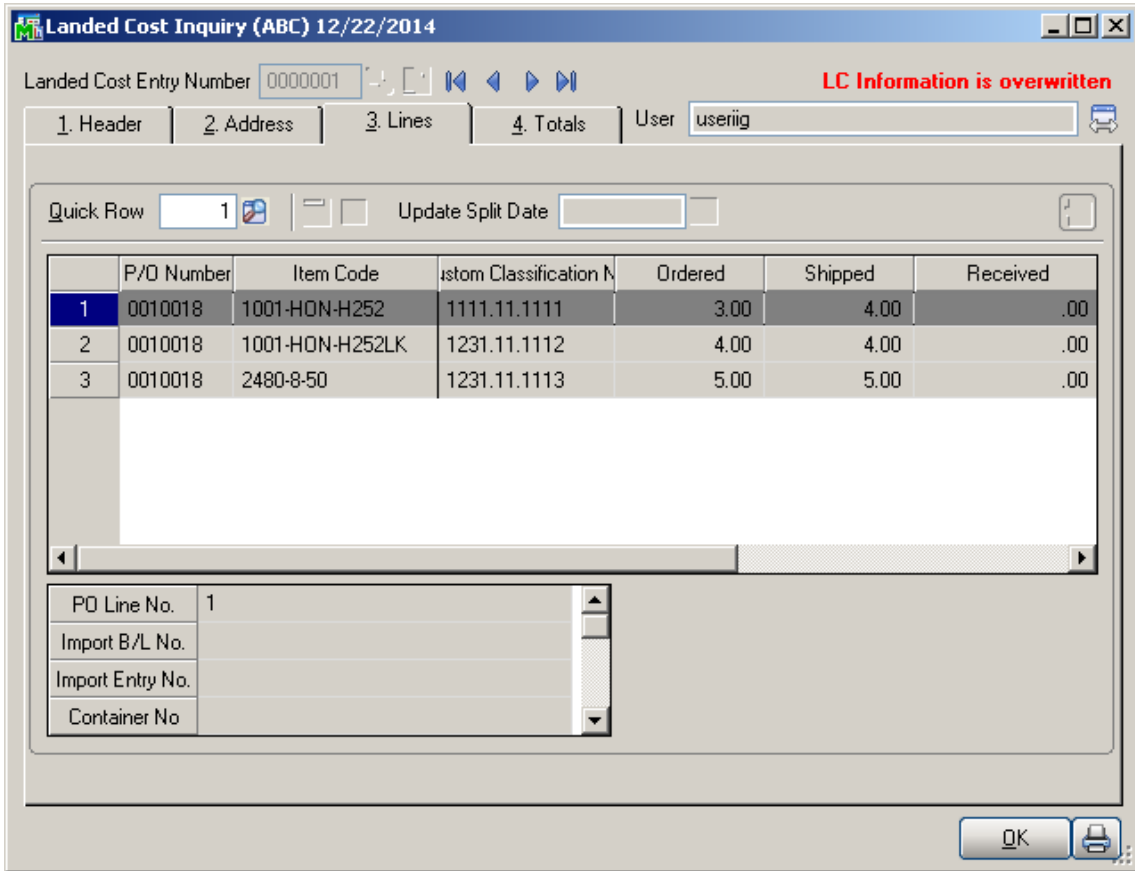 Landed Cost Inquiry (ABC) 12/22/2014
Landed Cost Entry Number 0000001 LC Information is overwritten
1. Header 2. Address 3. Lines 4. Totals User useriig
Quick Row 1 Update Split Date
P/O Number Item Code ustom Classification N Ordered Shipped Received
1 0010018 1001-HON-H252 1111.11.1111 3.00 4.00 .00
2 0010018 1001-HON-H252LK 1231.11.1112 4.00 4.00 .00
3 0010018 2480-8-50 1231.11.1113 5.00 5.00 .00
PO Line No. 1
Import B/L No.
Import Entry No.
Container No
OK